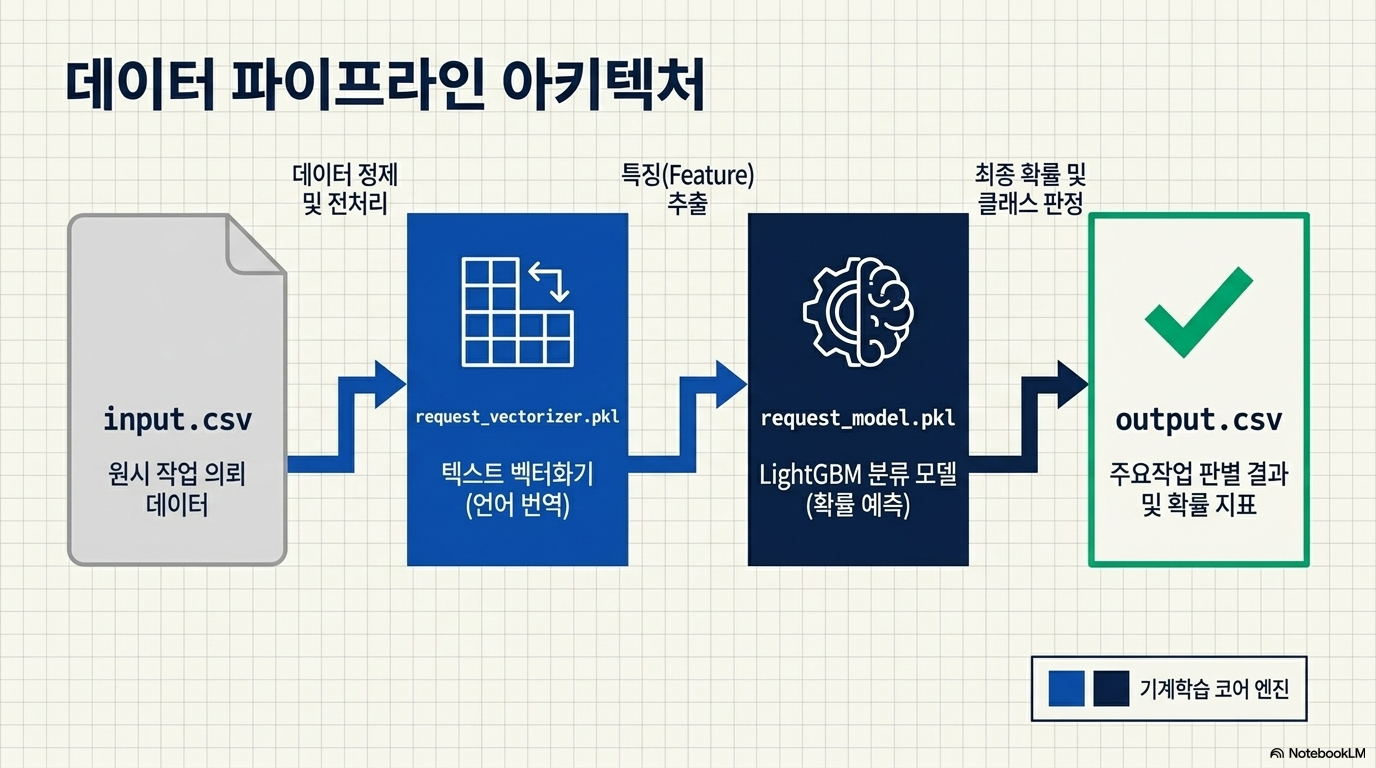 데이터 파이프라인 아키텍처
데이터 정제
및 전처리
특징(Feature)
추출
최종 확률 및
클래스 판정
input.csv
원시 작업 의뢰
데이터
request_vectorizer.pkl
텍스트 벡터화기
(언어 번역)
request_model.pkl
LightGBM 분류 모델
(확률 예측)
output.csv
주요작업 판별 결과
및 확률 지표
기계학습 코어 엔진
NotebookLM